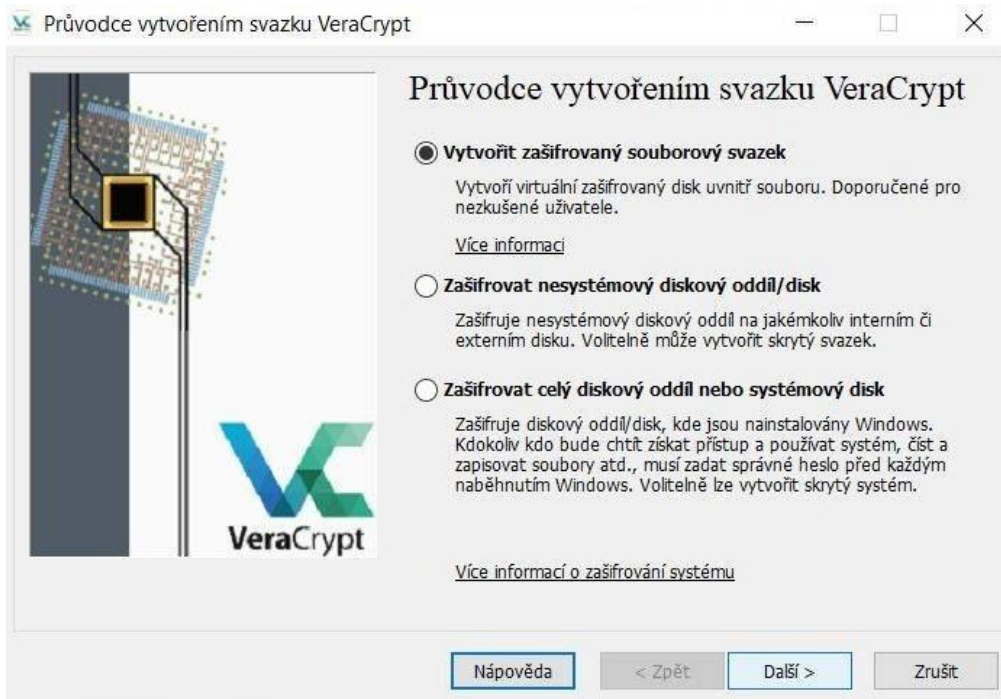 Průvodce vytvořením svazku VeraCrypt
Průvodce vytvořením svazku VeraCrypt
Vytvořit zašifrovaný souborový svazek
Vytvoří virtuální zašifrovaný disk uvnitř souboru. Doporučené pro
nezkušené uživatele.
Více informaci
Zašifrovat nesystémový diskový oddíl/disk
Zašifruje nesystémový diskový oddíl na jakémkoliv interním či
externím disku. Volitelně může vytvořit skrytý svazek.
Zašifrovat celý diskový oddíl nebo systémový disk
Zašifruje diskový oddíl/disk, kde jsou nainstalovány Windows.
Kdokoliv kdo bude chtít získat přístup a používat systém, číst a
zapisovat soubory atd., musí zadat správné heslo před každým
naběhnutím Windows. Volitelně lze vytvořit skrytý systém.
VeraCrypt
Více informací o zašifrování systému
Nápověda
< Zpět
Další >
Zrušit